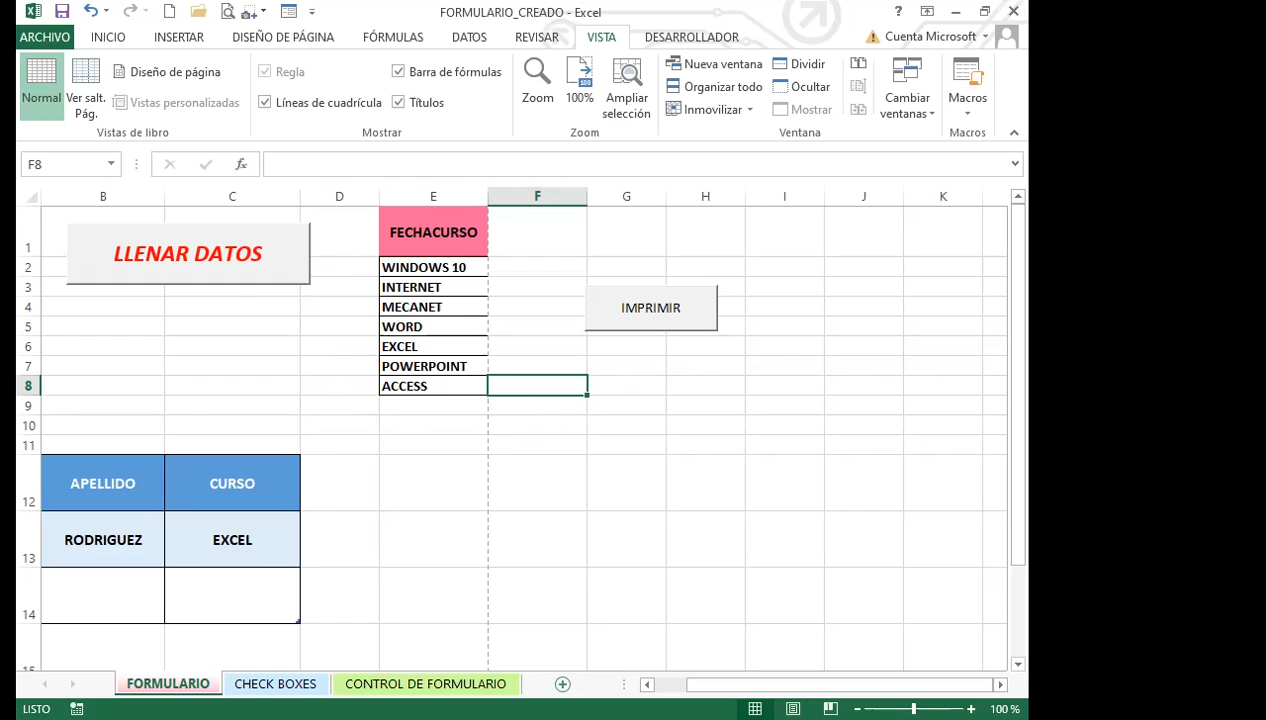 FORMULARIO_CREADO - Excel
?
ARCHIVO INICIO INSERTAR DISEÑO DE PÁGINA FÓRMULAS DATOS REVISAR VISTA DESARROLLADOR Cuenta Microsoft
Normal
Ver salt. Pág.
Diseño de página
Vistas personalizadas
Vistas de libro
Regla
Barra de fórmulas
Líneas de cuadrícula
Títulos
Mostrar
Zoom
100
100%
Ampliar selección
Zoom
Nueva ventana
Organizar todo
Inmovilizar
Dividir
Ocultar
Mostrar
Cambiar ventanas
Ventana
Macros
Macros
F8
fx
B C D E F G H I J K
1
LLENAR DATOS
FECHACURSO
2 WINDOWS 10
3 INTERNET
IMPRIMIR
4 MECANET
5 WORD
6 EXCEL
7 POWERPOINT
8 ACCESS
9
10
11
12 APELLIDO CURSO
13 RODRIGUEZ EXCEL
14
15
FORMULARIO CHECK BOXES CONTROL DE FORMULARIO
LISTO
100 %